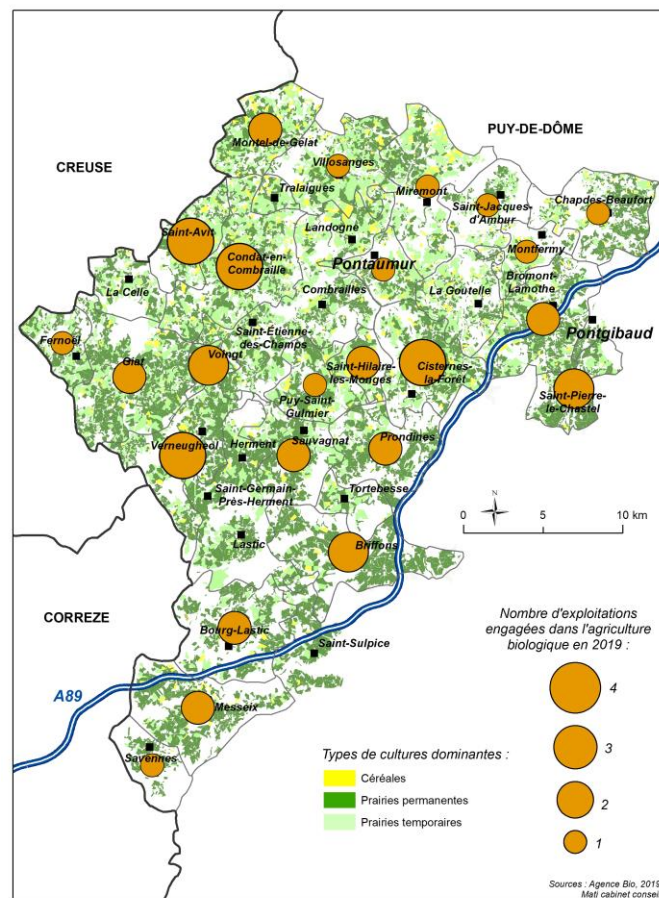 PUY-DE-DÔME
CREUSE
Montel-de-Gelat
Villosanges
Tralaigues
Miremont
Saint-Jacques-
d'Ambur
Chapdes-Beaufort
Saint-Avit
Landogne
Montfermy
Condat-en-
Combraille
Pontaumur
Bromont-
Lamothe
La Celle
Combrailles
La Goutelle
Fernoël
Saint-Étienne-
des-Champs
Pontgibaud
Giat
Voingt
Saint-Hilaire-
les-Monges
Cisternes-
la-Forêt
Puy-Saint-
Gulmier
Saint-Pierre-
le-Chastel
Verneugheol
Herment
Sauvagnat
Prondines
Saint-Germain-
Près-Herment
Tortebesse
N
0 5 10 km
Lastic
Briffons
CORREZE
Bourg-Lastic
Saint-Sulpice
A89
Messeix
Savennes
Nombre d'exploitations
engagées dans l'agriculture
biologique en 2019 :
4
3
2
1
Types de cultures dominantes :
Céréales
Prairies permanentes
Prairies temporaires
Sources : Agence Bio, 2019
Mati cabinet conseil